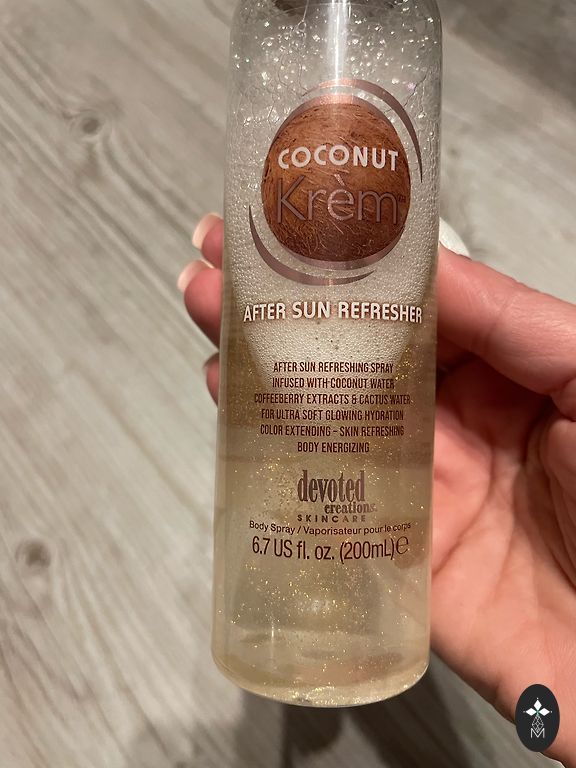 COCONUT
Krèm™
AFTER SUN REFRESHER
AFTER SUN REFRESHING SPRAY
INFUSED WITH COCONUT WATER
COFFEEBERRY EXTRACTS & CACTUS WATER
FOR ULTRA SOFT GLOWING HYDRATION
COLOR EXTENDING - SKIN REFRESHING
BODY ENERGIZING
devoted
creations™
SKINCARE
Body Spray / Vaporisateur pour le corps
6.7 US fl. oz. (200mL) ℮
M